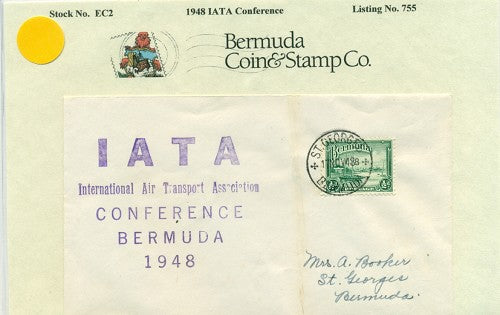 Stock No. EC2 1948 IATA Conference Listing No. 755
Bermuda
Coin & Stamp Co.
IATA
International Air Transport Association
CONFERENCE
BERMUDA
1948
ST. GEORGES
Bermuda
Mrs. A. Booker
St. Georges
Bermuda.